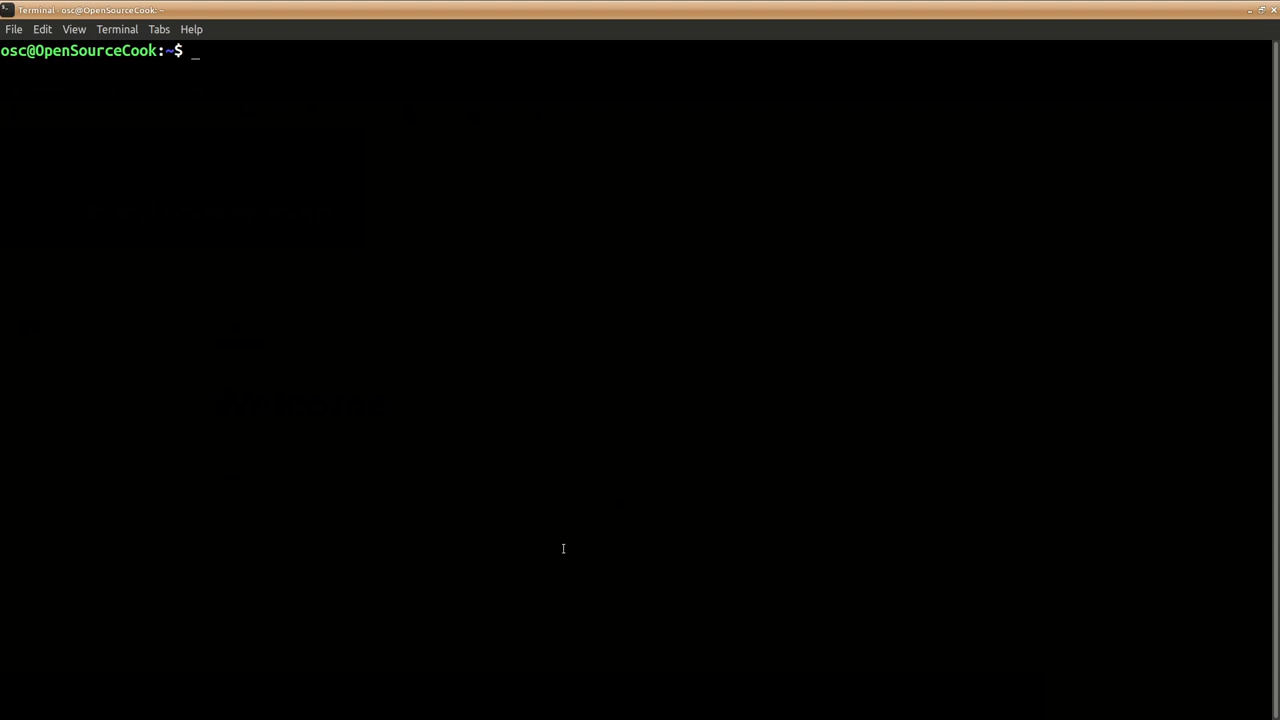 Terminal - osc@OpenSourceCook: ~
File Edit View Terminal Tabs Help
osc@OpenSourceCook:~$ _